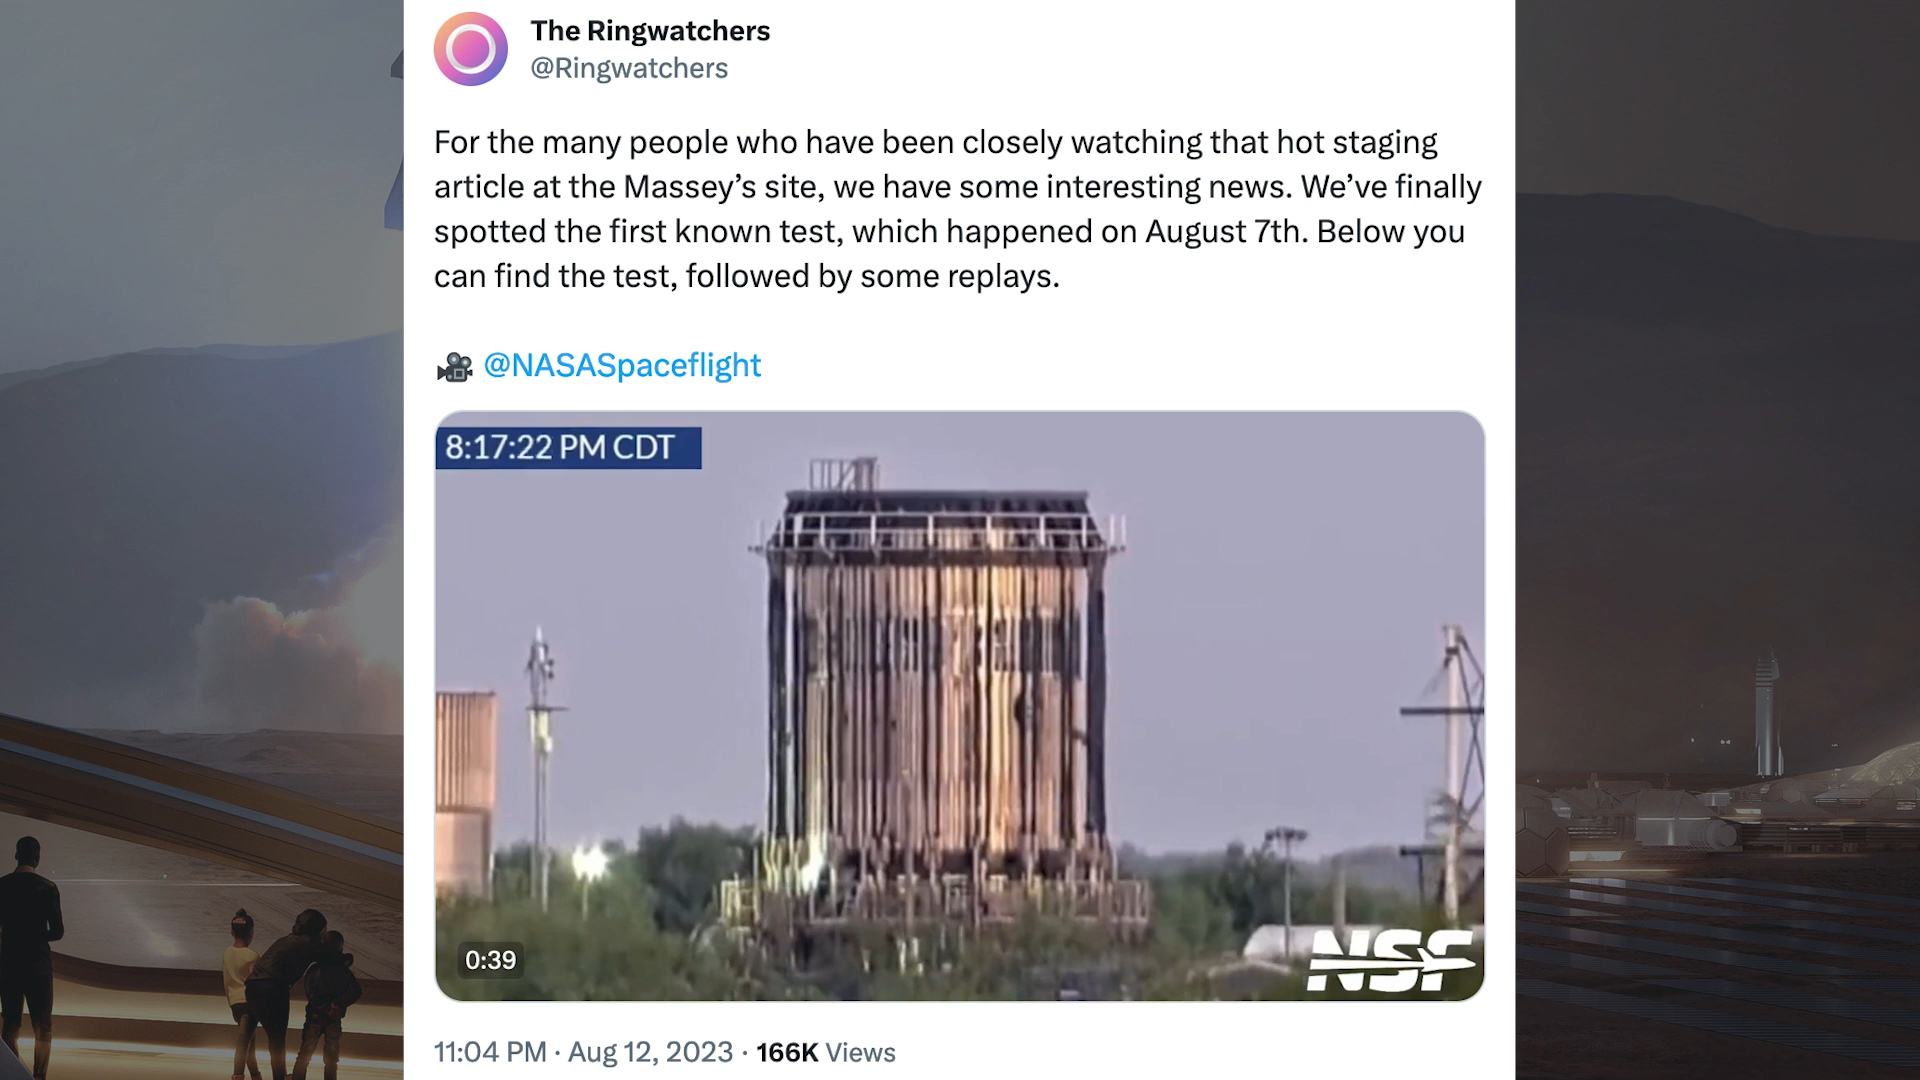 The Ringwatchers
@Ringwatchers
For the many people who have been closely watching that hot staging
article at the Massey’s site, we have some interesting news. We’ve finally
spotted the first known test, which happened on August 7th. Below you
can find the test, followed by some replays.
🎥 @NASASpaceflight
8:17:22 PM CDT
0:39
NSF
11:04 PM · Aug 12, 2023 · 166K Views